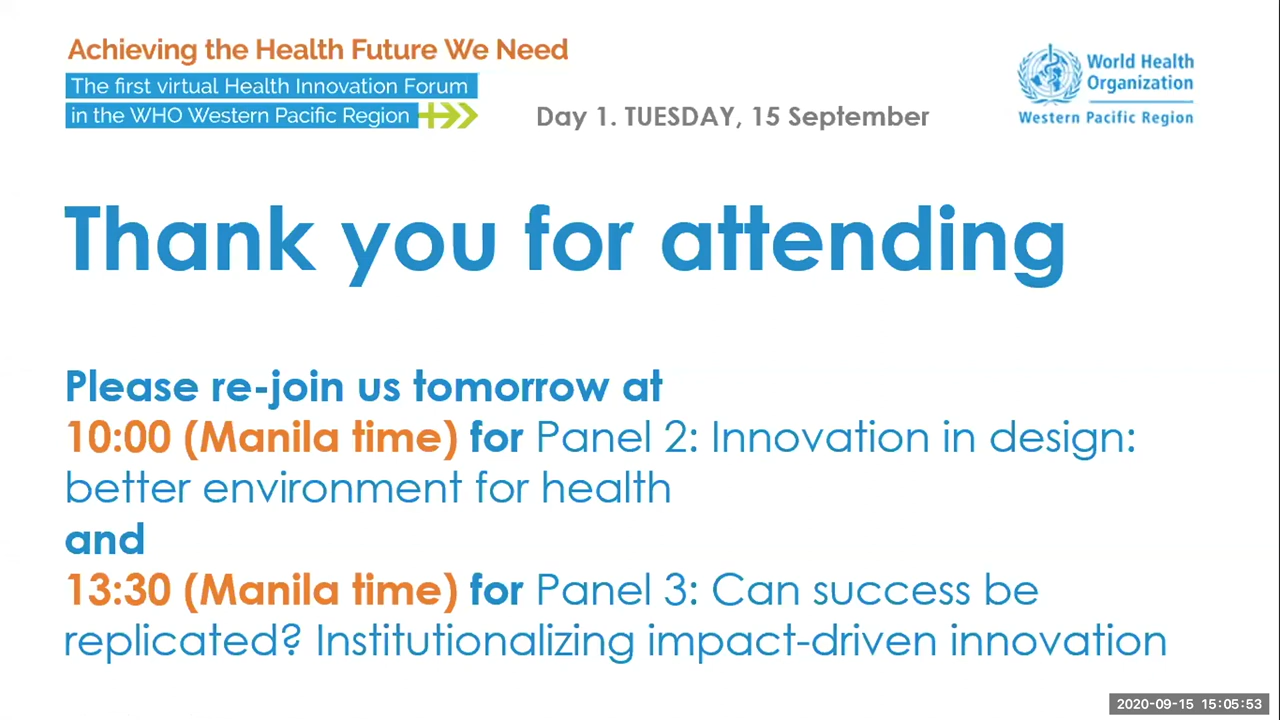 Achieving the Health Future We Need
The first virtual Health Innovation Forum
in the WHO Western Pacific Region
Day 1. TUESDAY, 15 September
World Health
Organization
Western Pacific Region
Thank you for attending
Please re-join us tomorrow at
10:00 (Manila time) for Panel 2: Innovation in design:
better environment for health
and
13:30 (Manila time) for Panel 3: Can success be
replicated? Institutionalizing impact-driven innovation
2020-09-15 15:05:53